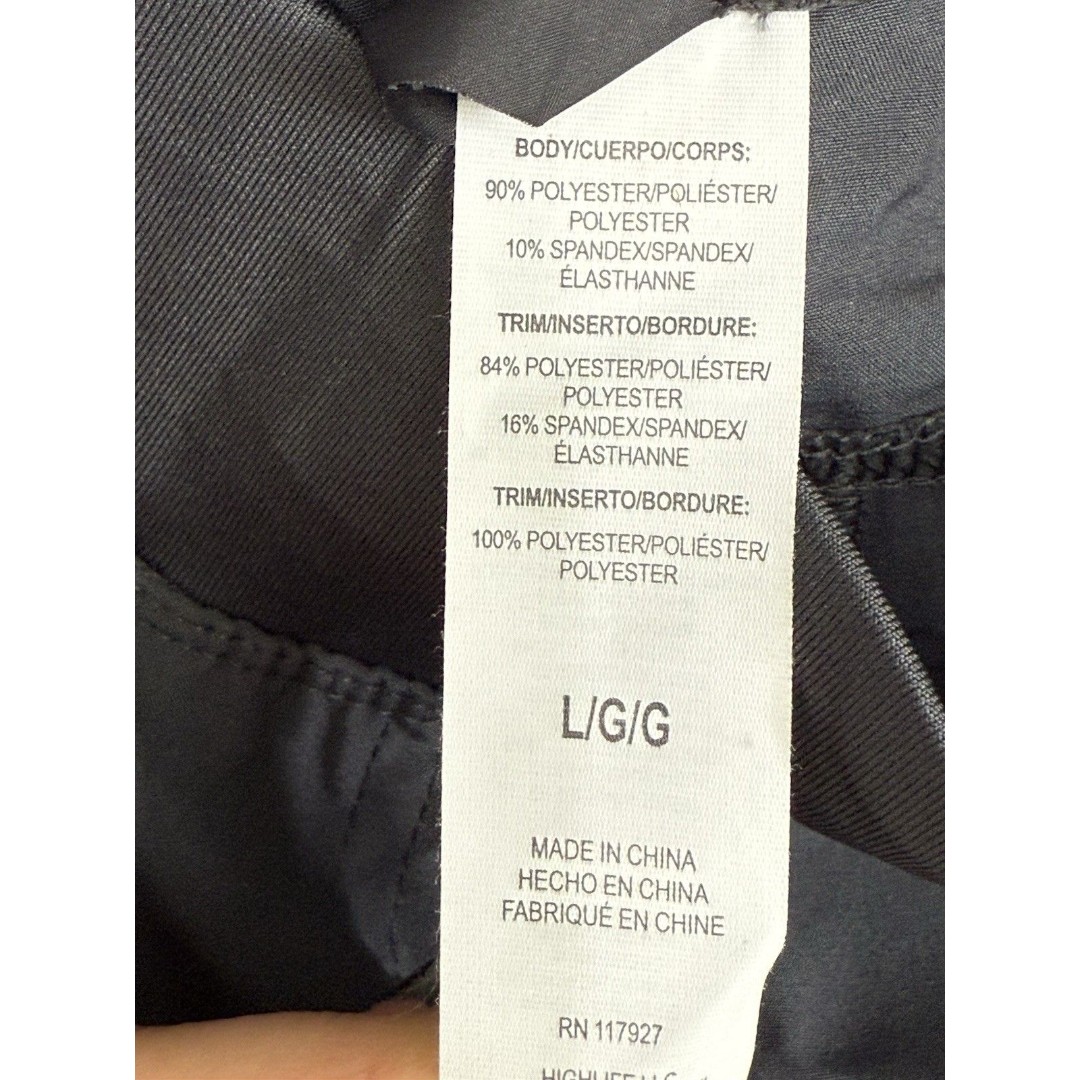 BODY/CUERPO/CORPS:
90% POLYESTER/POLIÉSTER/
POLYESTER
10% SPANDEX/SPANDEX/
ÉLASTHANNE
TRIM/INSERTO/BORDURE:
84% POLYESTER/POLIÉSTER/
POLYESTER
16% SPANDEX/SPANDEX/
ÉLASTHANNE
TRIM/INSERTO/BORDURE:
100% POLYESTER/POLIÉSTER/
POLYESTER
L/G/G
MADE IN CHINA
HECHO EN CHINA
FABRIQUÉ EN CHINE
RN 117927
HIGHLIFE